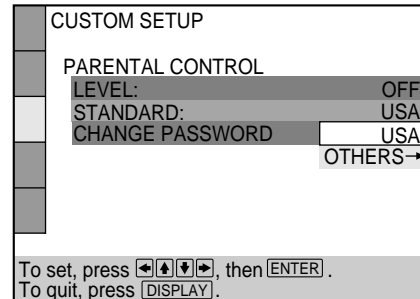 CUSTOM SETUP
PARENTAL CONTROL
LEVEL: OFF
STANDARD: USA
CHANGE PASSWORD USA
OTHERS→
To set, press ←↑↓→, then ENTER.
To quit, press DISPLAY.